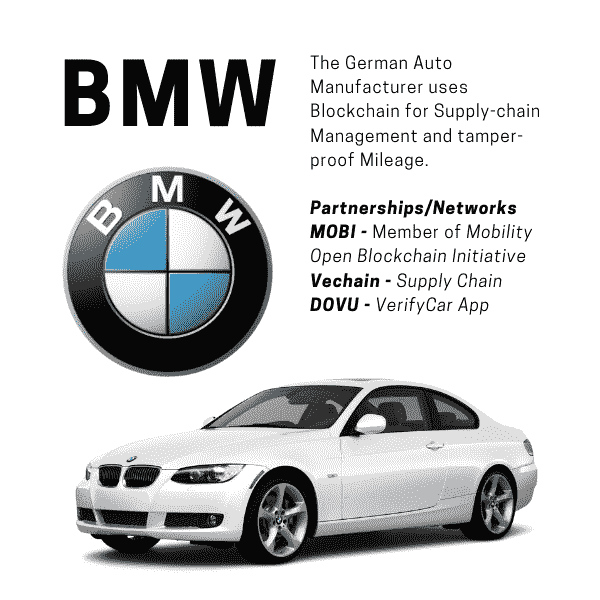 BMW
The German Auto
Manufacturer uses
Blockchain for Supply-chain
Management and tamper-
proof Mileage.
Partnerships/Networks
MOBI - Member of Mobility
Open Blockchain Initiative
Vechain - Supply Chain
DOVU - VerifyCar App
BMW